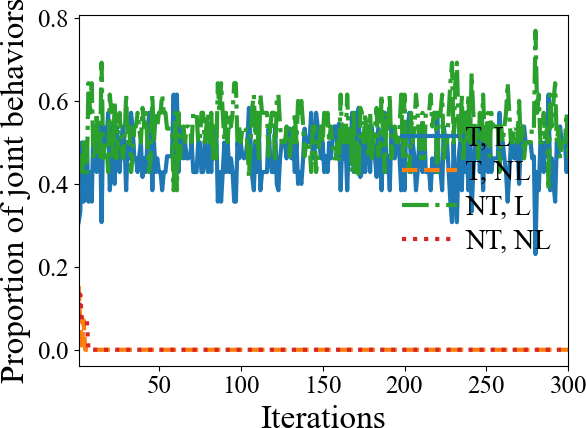 Proportion of joint behaviors
0.8
0.6
0.4
0.2
0.0
T, L
T, NL
NT, L
NT, NL
50
100
150
200
250
300
Iterations